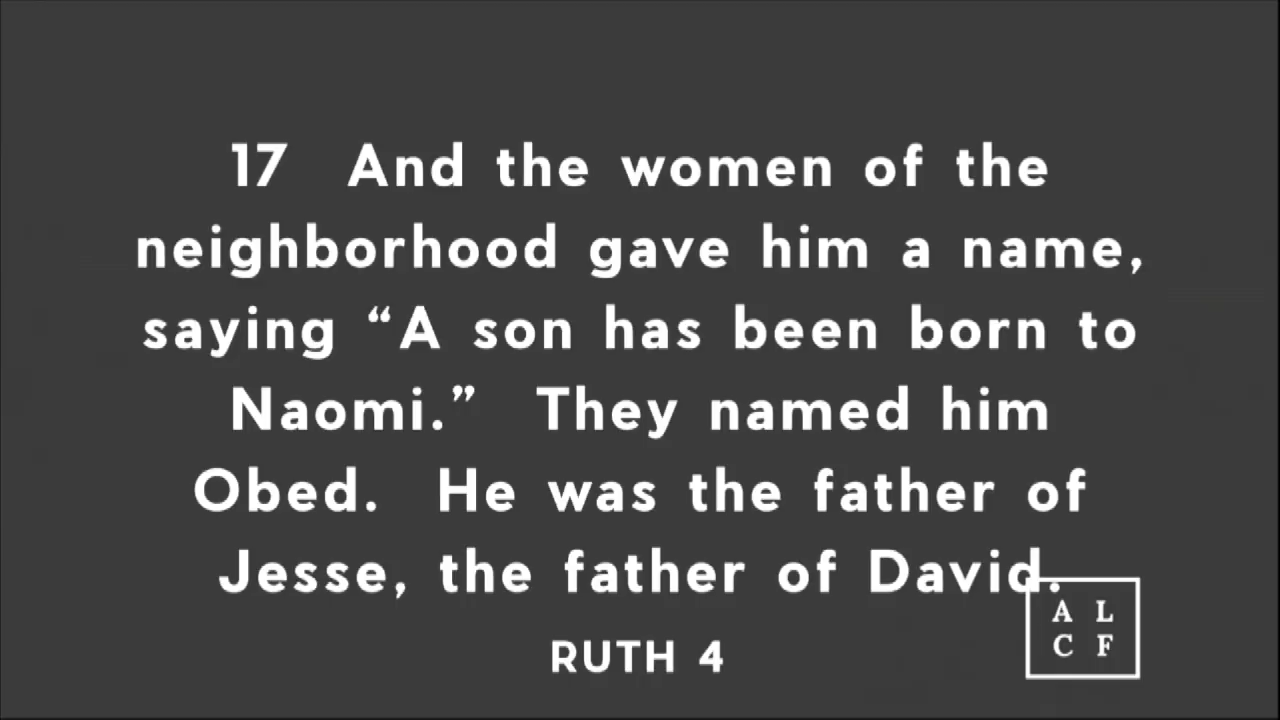 17 And the women of the
neighborhood gave him a name,
saying “A son has been born to
Naomi.” They named him
Obed. He was the father of
Jesse, the father of David.
RUTH 4
A L
C F